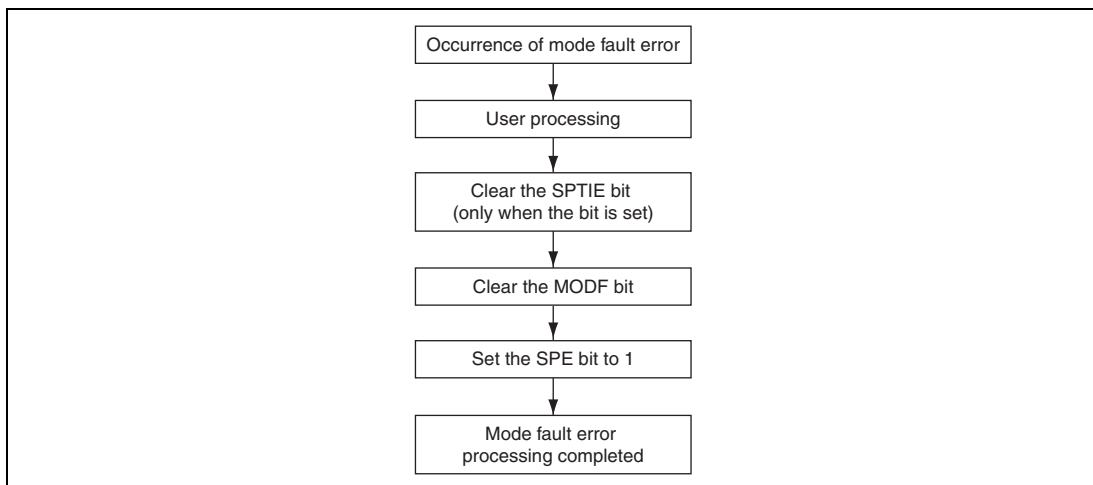 Occurrence of mode fault error
User processing
Clear the SPTIE bit
(only when the bit is set)
Clear the MODF bit
Set the SPE bit to 1
Mode fault error
processing completed